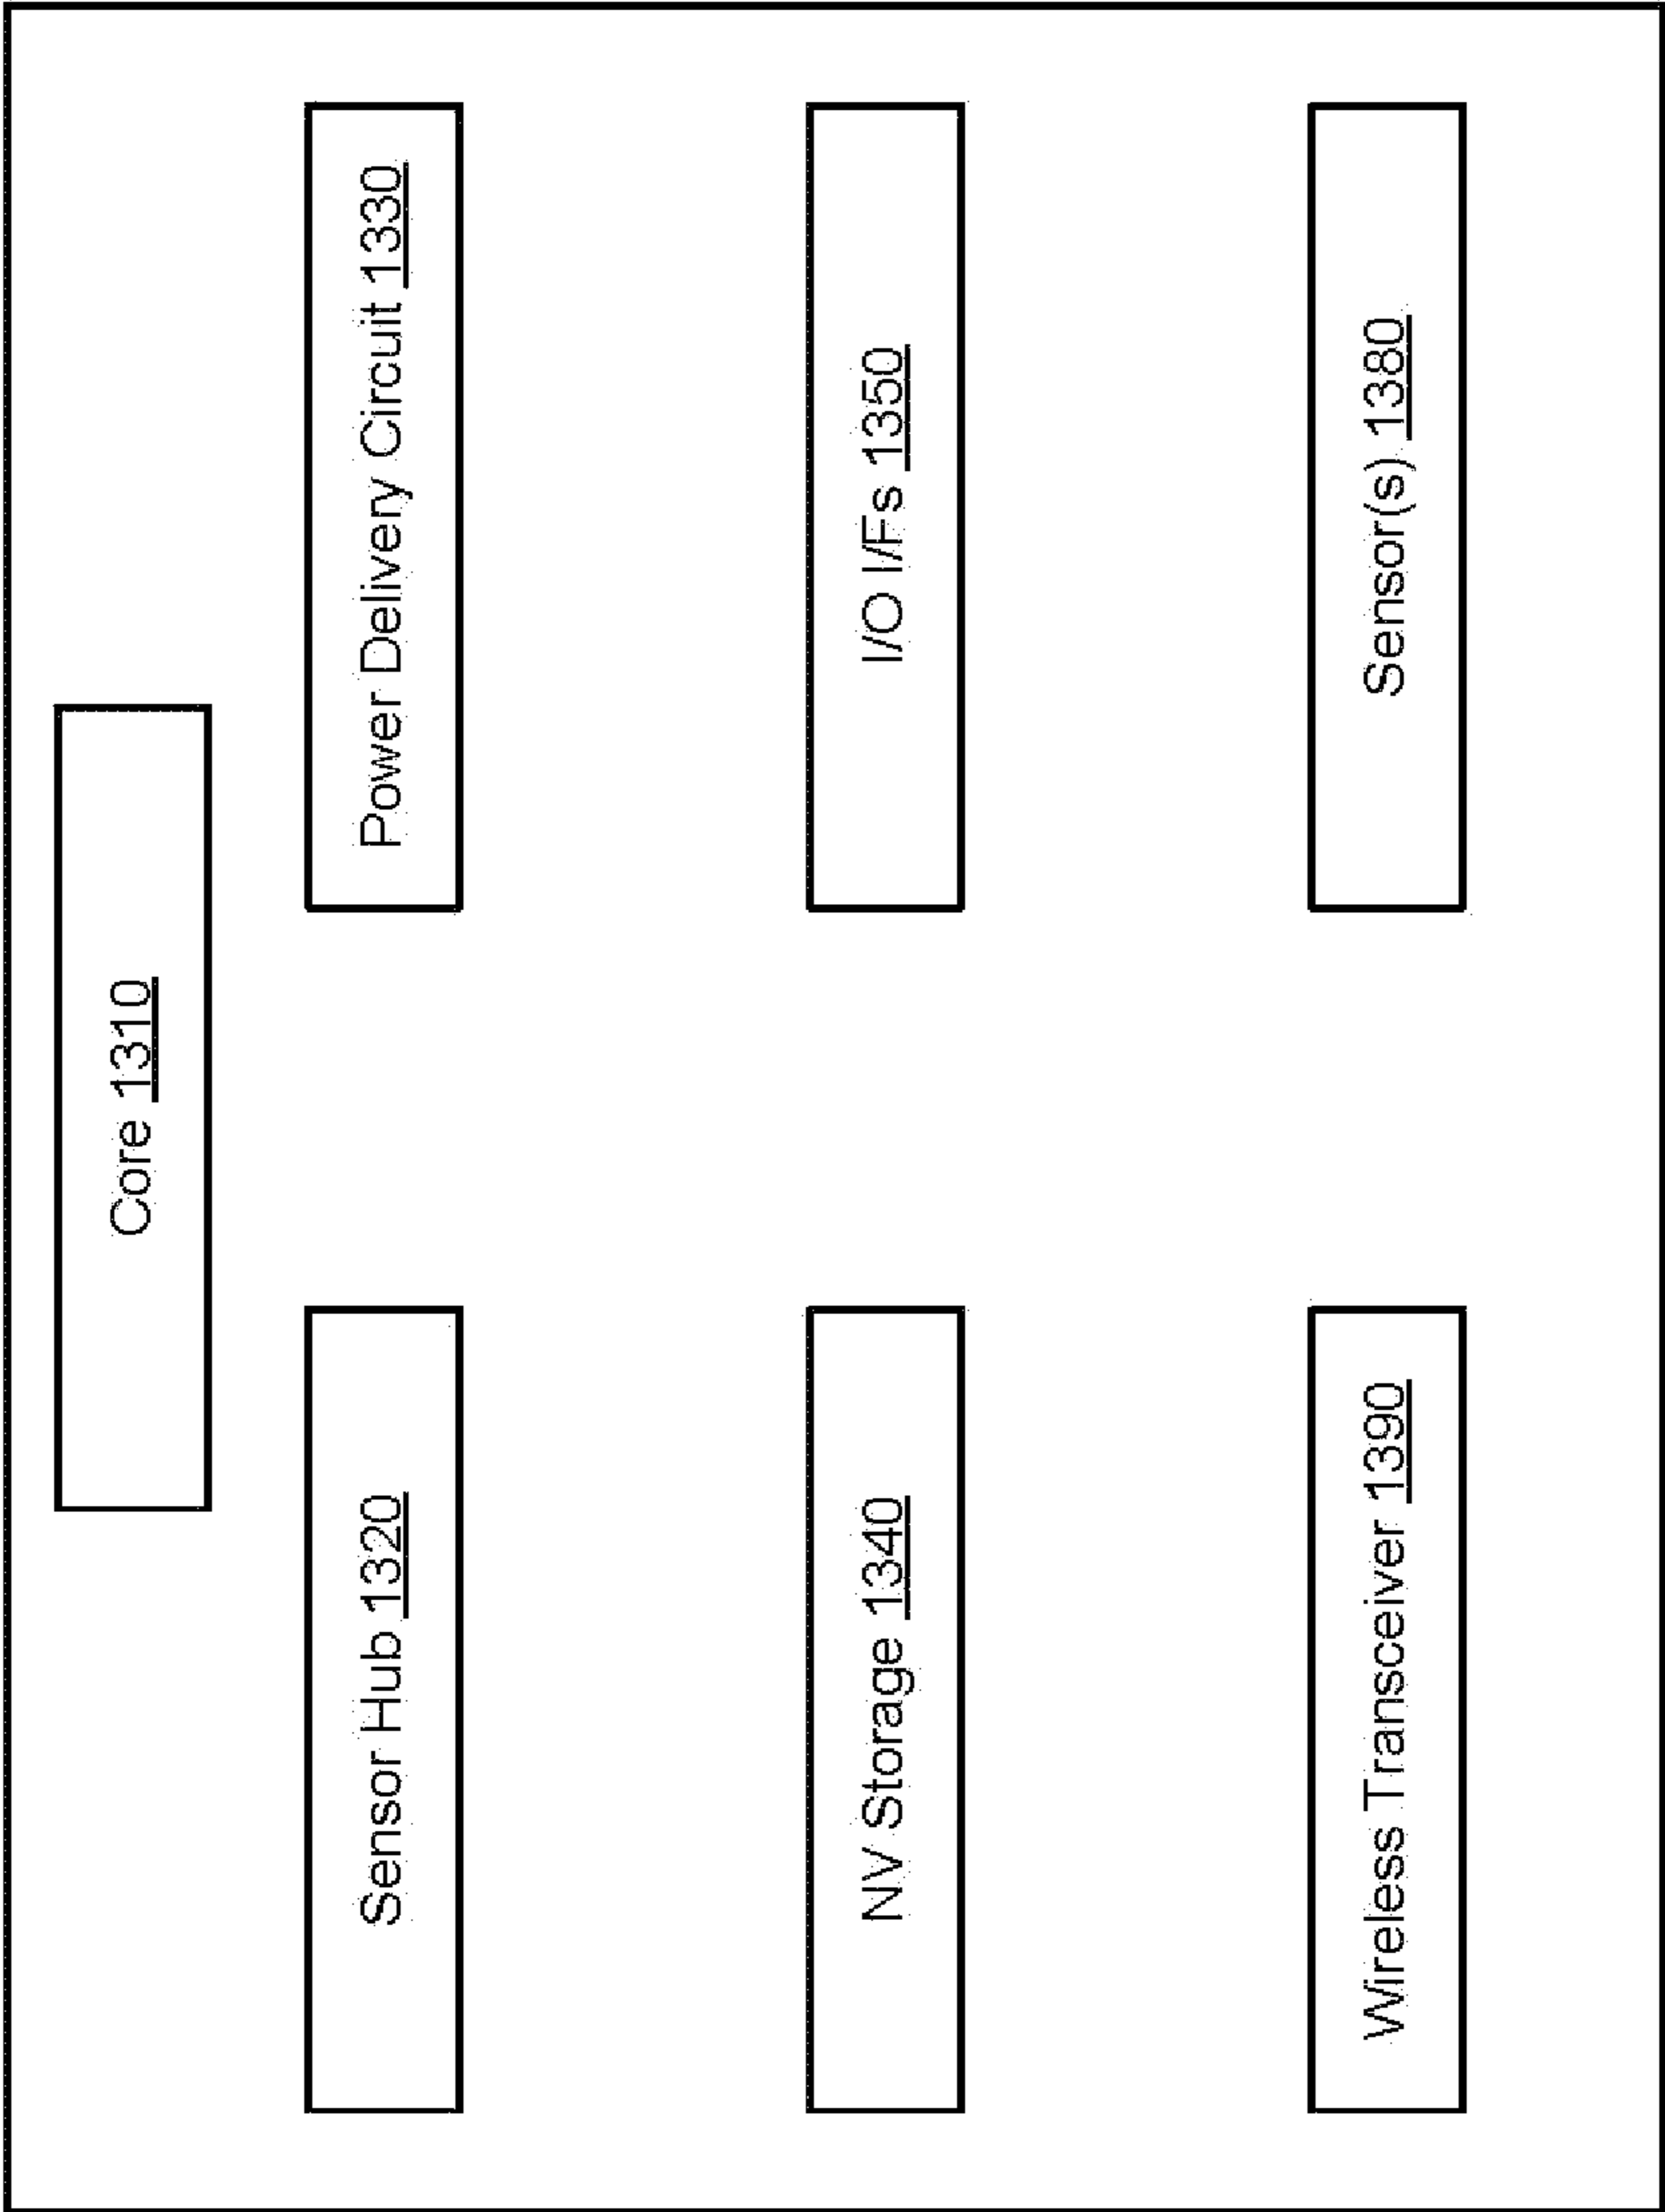 Core 1310
Sensor Hub 1320
Power Delivery Circuit 1330
NV Storage 1340
I/O I/Fs 1350
Wireless Transceiver 1390
Sensor(s) 1380